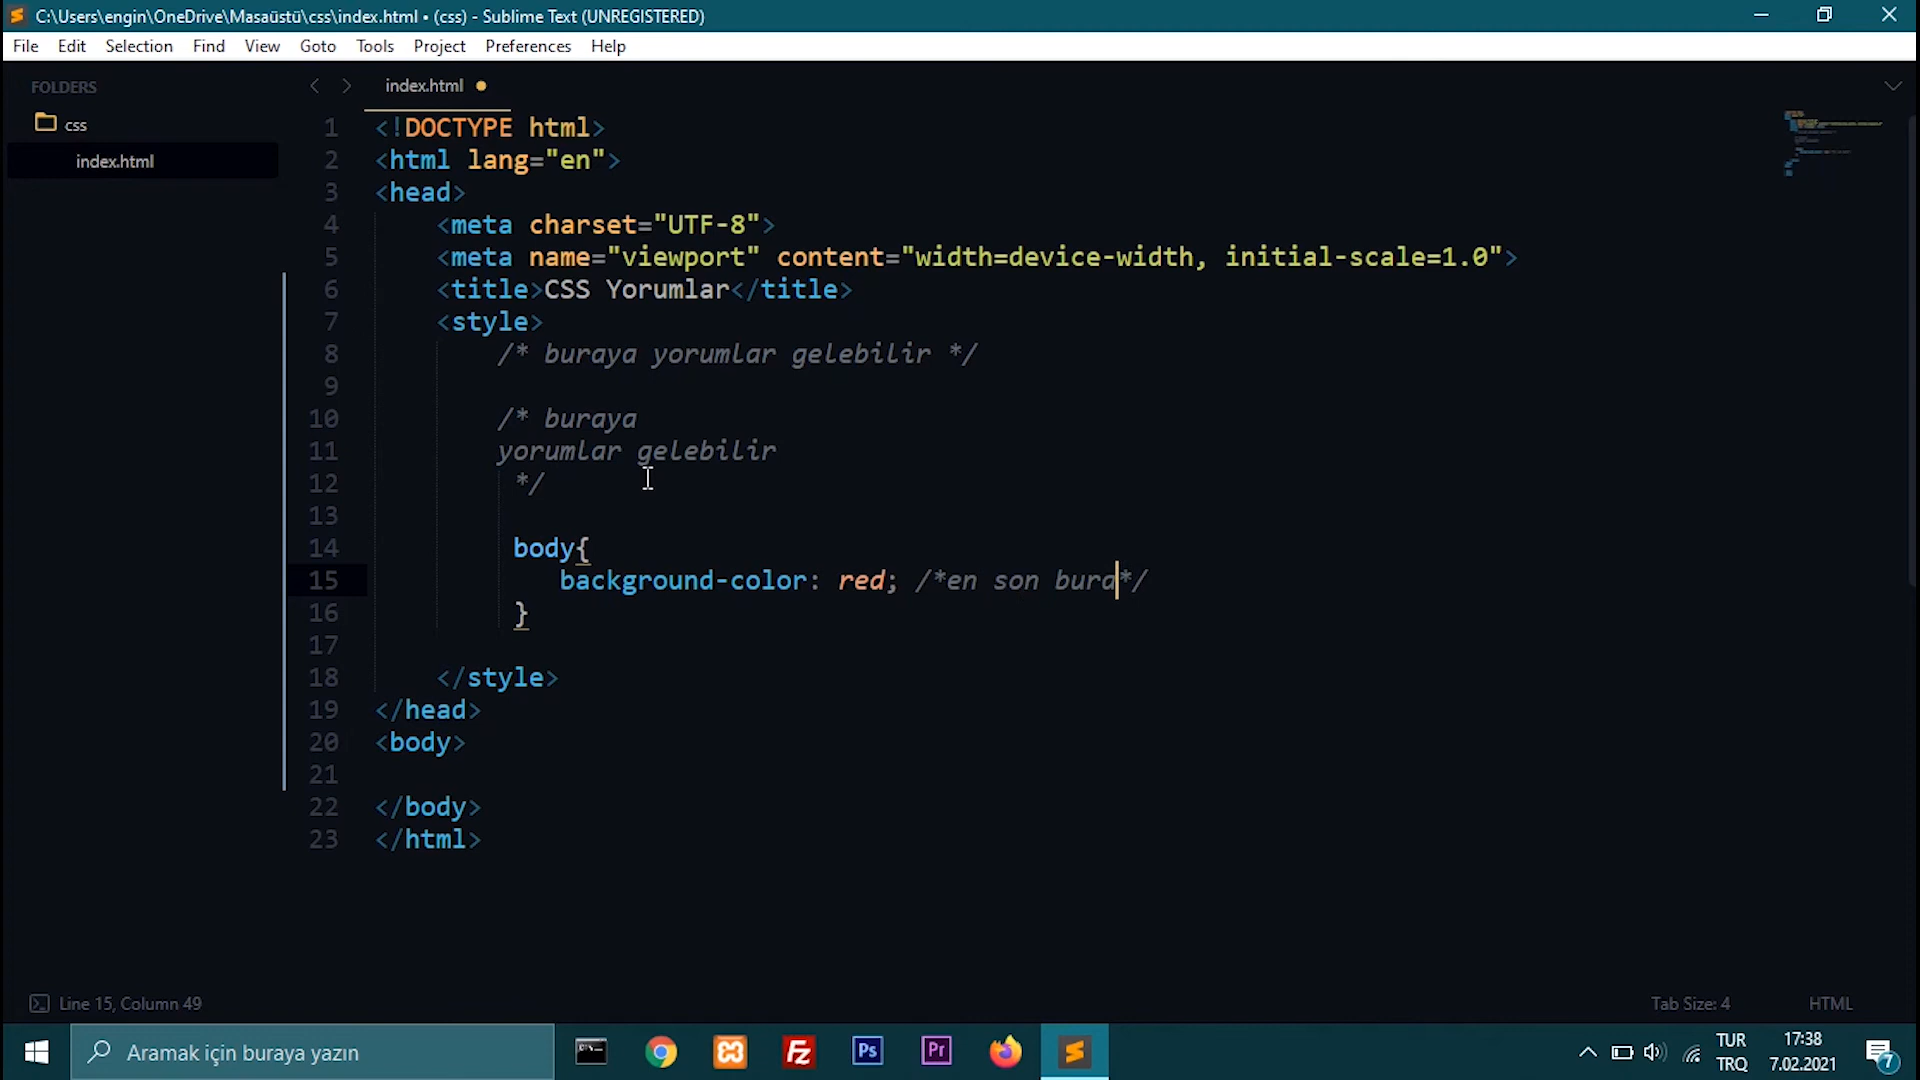 C:\Users\engin\OneDrive\Masaüstü\css\index.html • (css) - Sublime Text (UNREGISTERED)
File Edit Selection Find View Goto Tools Project Preferences Help
FOLDERS
css
index.html
index.html
1 <!DOCTYPE html>
2 <html lang="en">
3 <head>
4 <meta charset="UTF-8">
5 <meta name="viewport" content="width=device-width, initial-scale=1.0">
6 <title>CSS Yorumlar</title>
7 <style>
8 /* buraya yorumlar gelebilir */
9
10 /* buraya
11 yorumlar gelebilir
12 */
13
14 body{
15 background-color: red; /*en son bura*/
16 }
17
18 </style>
19 </head>
20 <body>
21
22 </body>
23 </html>
Line 15, Column 49
Tab Size: 4
HTML
Aramak için buraya yazın
Fz
Ps
Pr
TUR
TRQ
17:38
7.02.2021
7